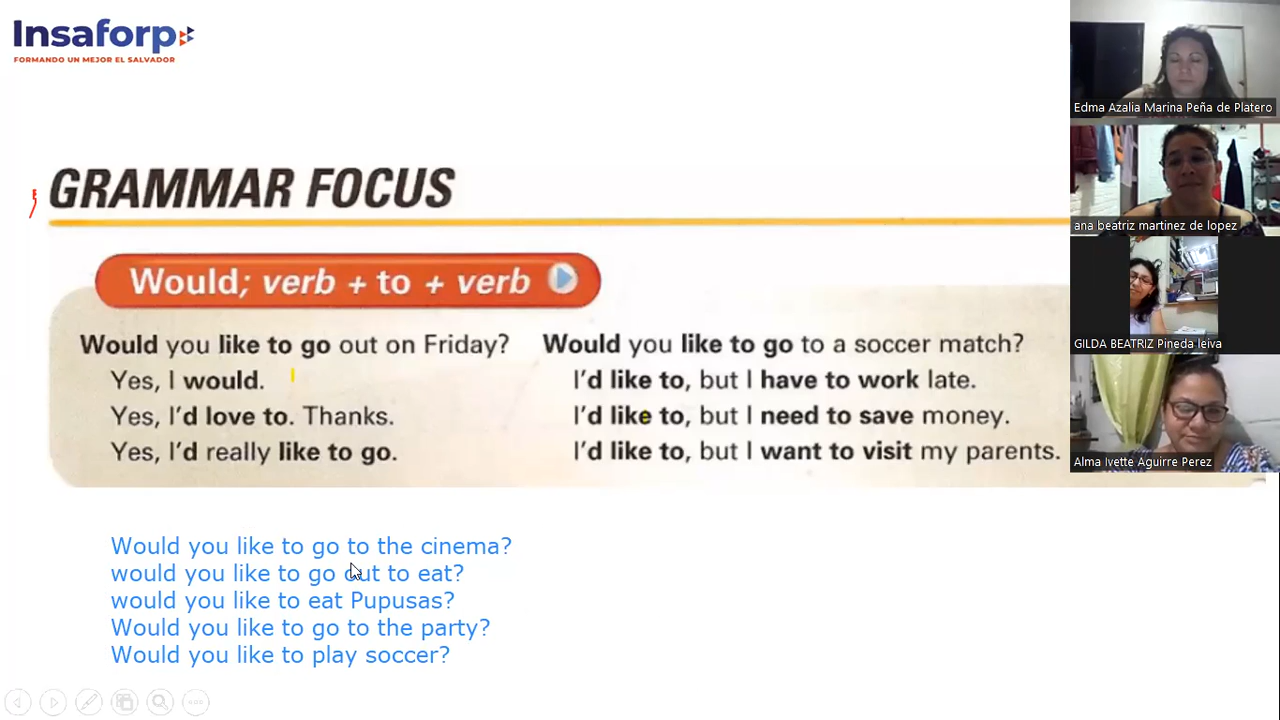 Insaforp
FORMANDO UN MEJOR EL SALVADOR
GRAMMAR FOCUS
Would; verb + to + verb
Would you like to go out on Friday?
Yes, I would.
Yes, I'd love to. Thanks.
Yes, I'd really like to go.
Would you like to go to a soccer match?
I'd like to, but I have to work late.
I'd like to, but I need to save money.
I'd like to, but I want to visit my parents.
Would you like to go to the cinema?
would you like to go out to eat?
would you like to eat Pupusas?
Would you like to go to the party?
Would you like to play soccer?
Edma Azalia Marina Peña de Platero
ana beatriz martinez de lopez
GILDA BEATRIZ Pineda leiva
Alma Ivette Aguirre Perez